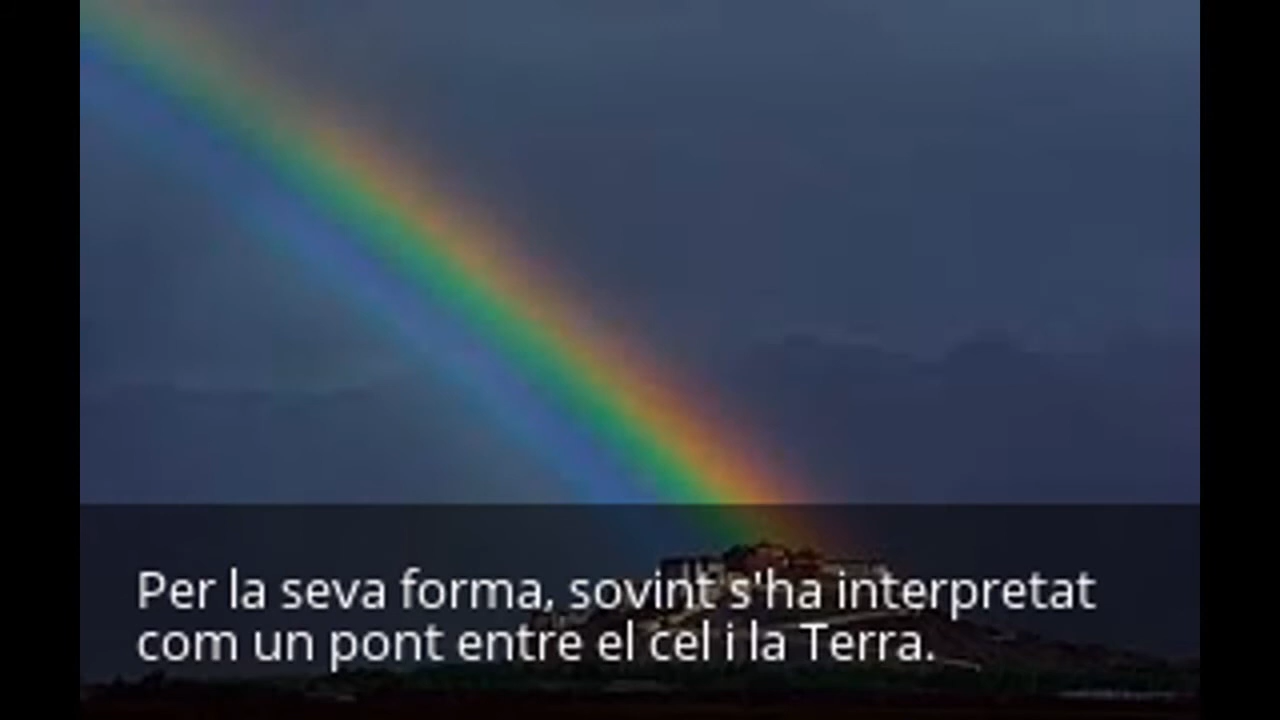 Per la seva forma, sovint s'ha interpretat
com un pont entre el cel i la Terra.